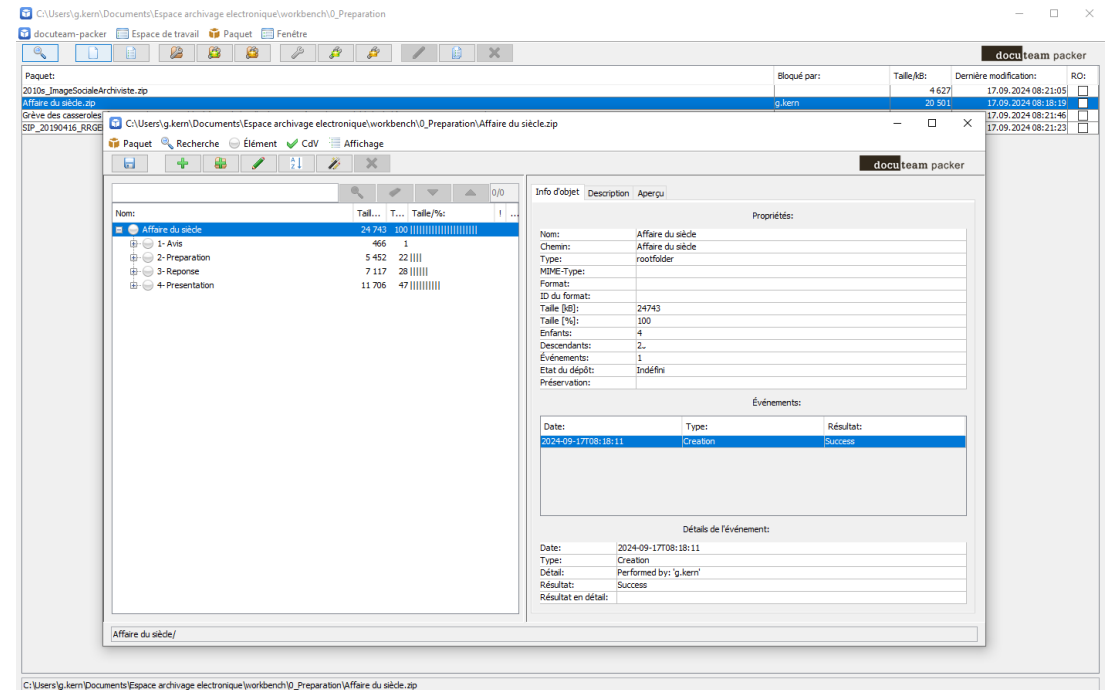 C:\Users\g.kern\Documents\Espace archivage electronique\workbench\0_Preparation
docuteam-packer Espace de travail Paquet Fenêtre
docuteam packer
Paquet: Bloqué par: Taille/kB: Dernière modification: RO:
2010s_ImageSocialeArchiviste.zip 4 627 17.09.2024 08:21:05
Affaire du siècle.zip g.kern 20 501 17.09.2024 08:18:19
Grève des casseroles 17.09.2024 08:21:46
SIP_20190416_RRGE 17.09.2024 08:21:23
C:\Users\g.kern\Documents\Espace archivage electronique\workbench\0_Preparation\Affaire du siècle.zip
Paquet Recherche Élément CdV Affichage
docuteam packer
0/0
Nom: Taill... T... Taille/%: ! ...
Affaire du siècle 24 743 100 ||||||||||||||||||||
1- Avis 466 1
2- Preparation 5 452 22 ||||
3- Reponse 7 117 28 ||||||
4- Presentation 11 706 47 ||||||||||
Info d'objet Description Aperçu
Propriétés:
Nom: Affaire du siècle
Chemin: Affaire du siècle
Type: rootfolder
MIME-Type:
Format:
ID du format:
Taille [kB]: 24743
Taille [%]: 100
Enfants: 4
Descendants:
Événements: 1
Etat du dépôt: Indéfini
Préservation:
Événements:
Date: Type: Résultat:
2024-09-17T08:18:11 Creation Success
Détails de l'événement:
Date: 2024-09-17T08:18:11
Type: Creation
Détail: Performed by: 'g.kern'
Résultat: Success
Résultat en détail:
Affaire du siècle/
C:\Users\g.kern\Documents\Espace archivage electronique\workbench\0_Preparation\Affaire du siècle.zip